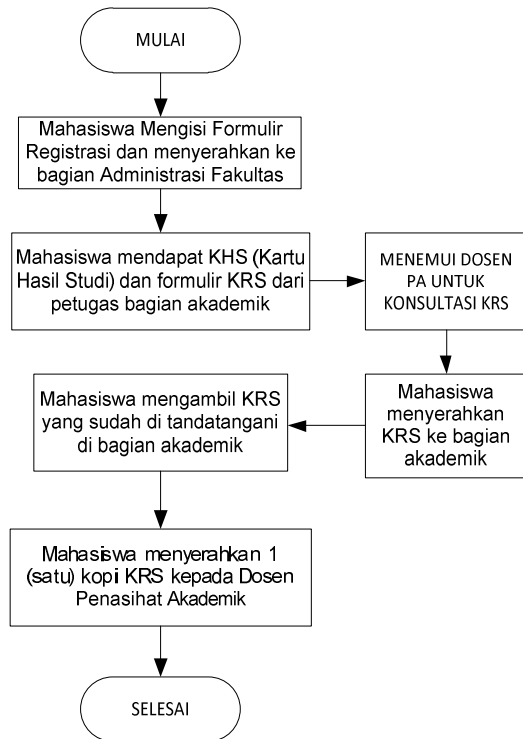 MULAI
Mahasiswa Mengisi Formulir
Registrasi dan menyerahkan ke
bagian Administrasi Fakultas
Mahasiswa mendapat KHS (Kartu
Hasil Studi) dan formulir KRS dari
petugas bagian akademik
MENEMUI DOSEN
PA UNTUK
KONSULTASI KRS
Mahasiswa
menyerahkan
KRS ke bagian
akademik
Mahasiswa mengambil KRS
yang sudah di tandatangani
di bagian akademik
Mahasiswa menyerahkan 1
(satu) kopi KRS kepada Dosen
Penasihat Akademik
SELESAI